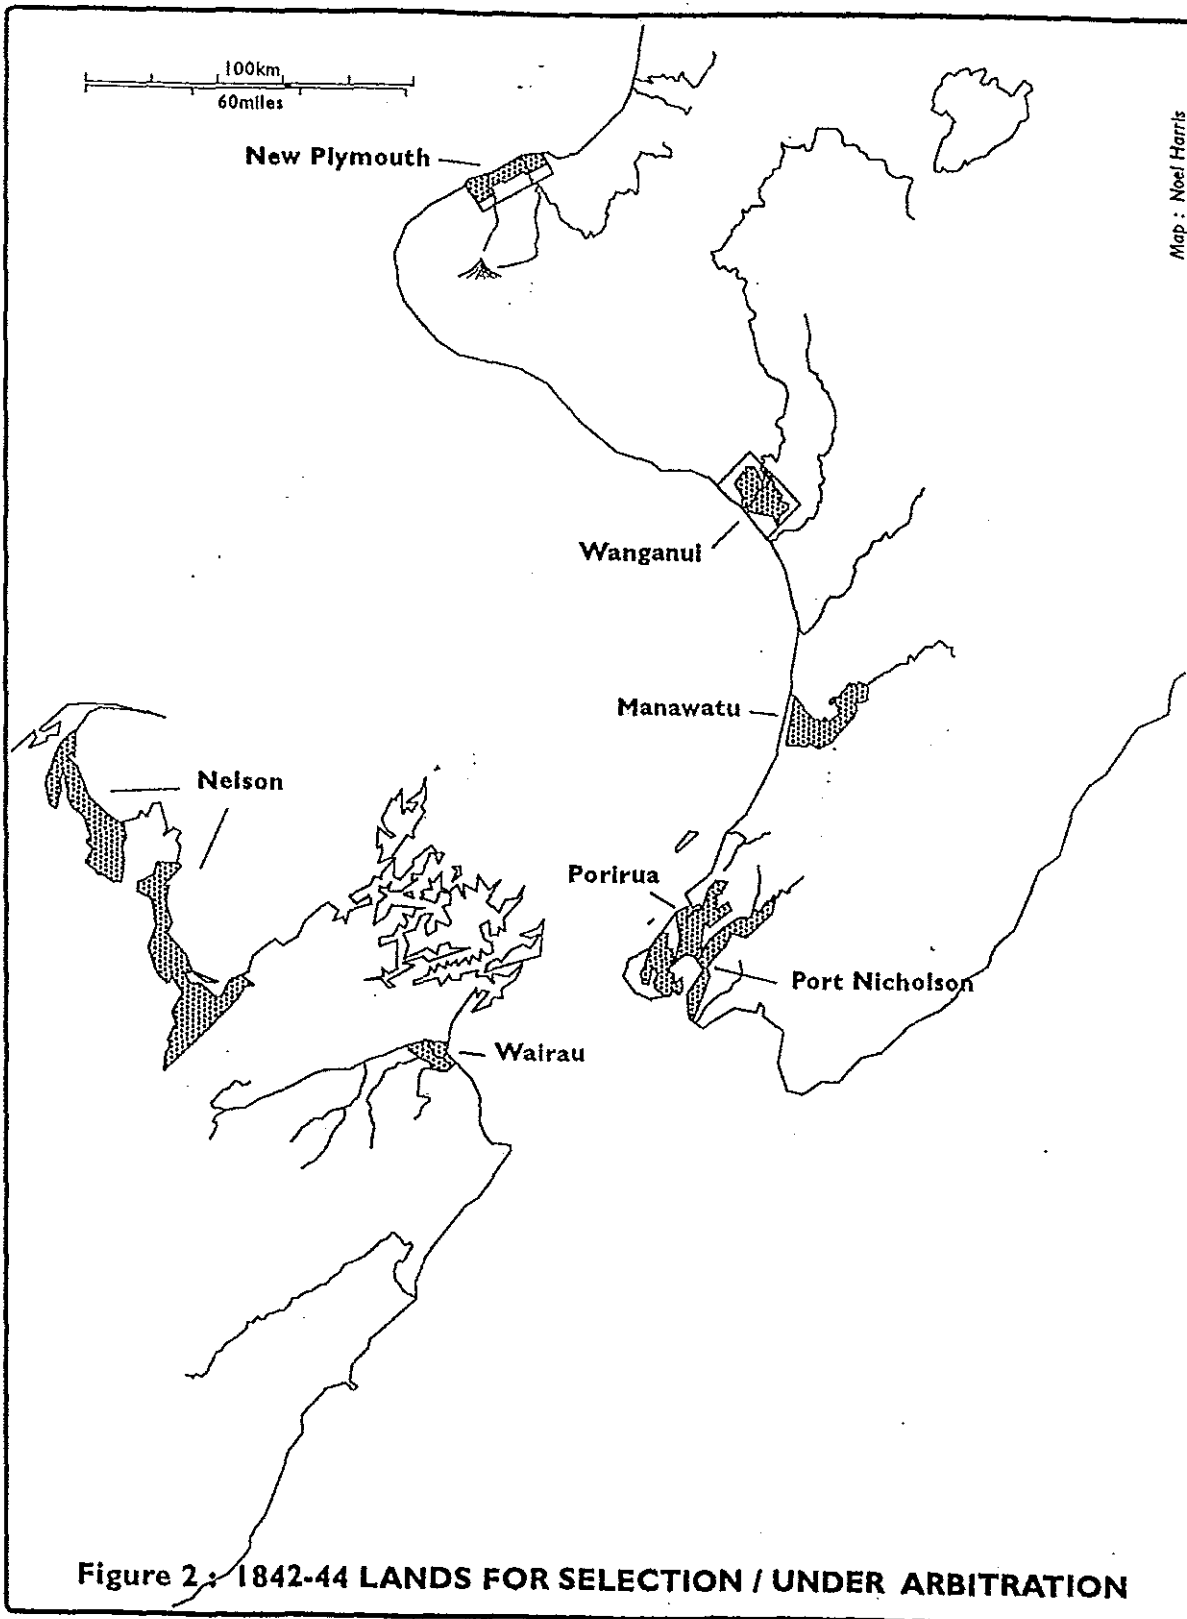 100km
60miles
New Plymouth
Map : Noel Harris
Wanganui
Manawatu
Nelson
Porirua
Port Nicholson
Wairau
Figure 2 : 1842-44 LANDS FOR SELECTION / UNDER ARBITRATION